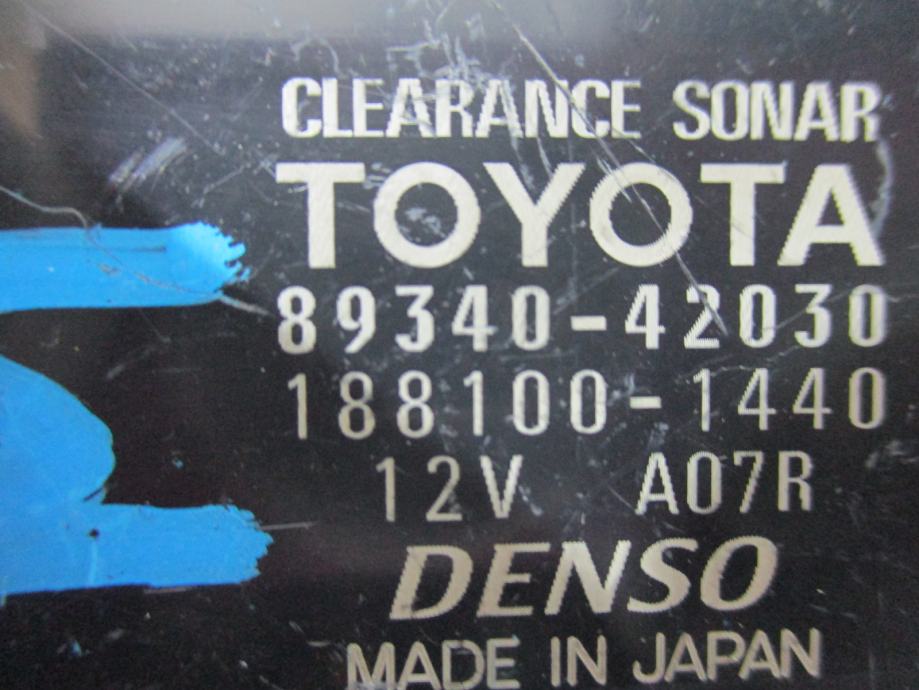 CLEARANCE SONAR
TOYOTA
89340-42030
188100-1440
12V A07R
DENSO
MADE IN JAPAN